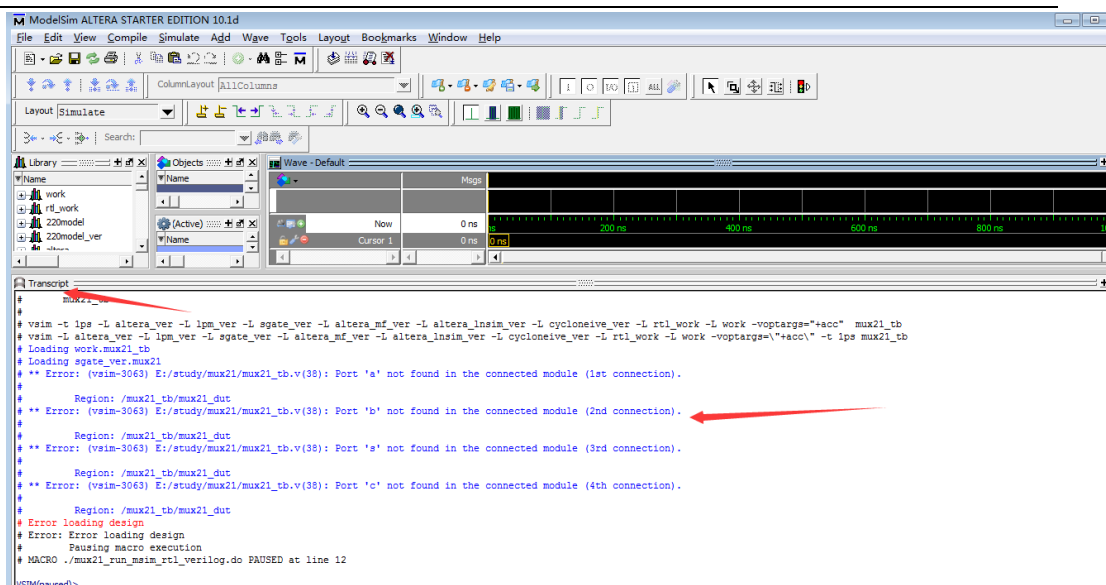 ModelSim ALTERA STARTER EDITION 10.1d
File Edit View Compile Simulate Add Wave Tools Layout Bookmarks Window Help
ColumnLayout AllColumns
Layout Simulate
Search:
Library Objects Wave - Default
Name Name Msgs
work
rtl_work
220model (Active) Now 0 ns ns 200 ns 400 ns 600 ns 800 ns
220model_ver Name Cursor 1 0 ns 0 ns
Transcript
#
#
# vsim -t 1ps -L altera_ver -L lpm_ver -L sgate_ver -L altera_mf_ver -L altera_lnsim_ver -L cycloneive_ver -L rtl_work -L work -voptargs="+acc" mux21_tb
# vsim -L altera_ver -L lpm_ver -L sgate_ver -L altera_mf_ver -L altera_lnsim_ver -L cycloneive_ver -L rtl_work -L work -voptargs=\"+acc\" -t 1ps mux21_tb
# Loading work.mux21_tb
# Loading sgate_ver.mux21
# ** Error: (vsim-3063) E:/study/mux21/mux21_tb.v(38): Port 'a' not found in the connected module (1st connection).
#
# Region: /mux21_tb/mux21_dut
# ** Error: (vsim-3063) E:/study/mux21/mux21_tb.v(38): Port 'b' not found in the connected module (2nd connection).
#
# Region: /mux21_tb/mux21_dut
# ** Error: (vsim-3063) E:/study/mux21/mux21_tb.v(38): Port 's' not found in the connected module (3rd connection).
#
# Region: /mux21_tb/mux21_dut
# ** Error: (vsim-3063) E:/study/mux21/mux21_tb.v(38): Port 'c' not found in the connected module (4th connection).
#
# Region: /mux21_tb/mux21_dut
# Error loading design
# Error: Error loading design
# Pausing macro execution
# MACRO ./mux21_run_msim_rtl_verilog.do PAUSED at line 12
VSIM(paused)>